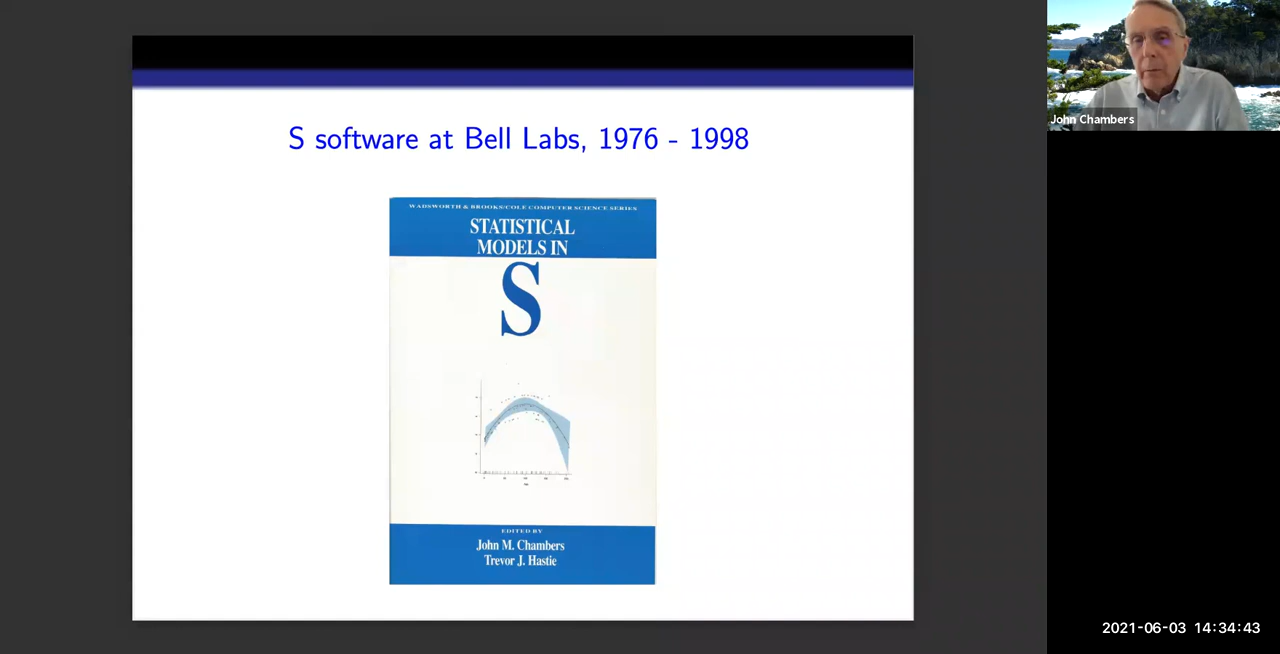 S software at Bell Labs, 1976 - 1998
WADSWORTH & BROOKS/COLE COMPUTER SCIENCE SERIES
STATISTICAL
MODELS IN
S
EDITED BY
John M. Chambers
Trevor J. Hastie
John Chambers
2021-06-03 14:34:43